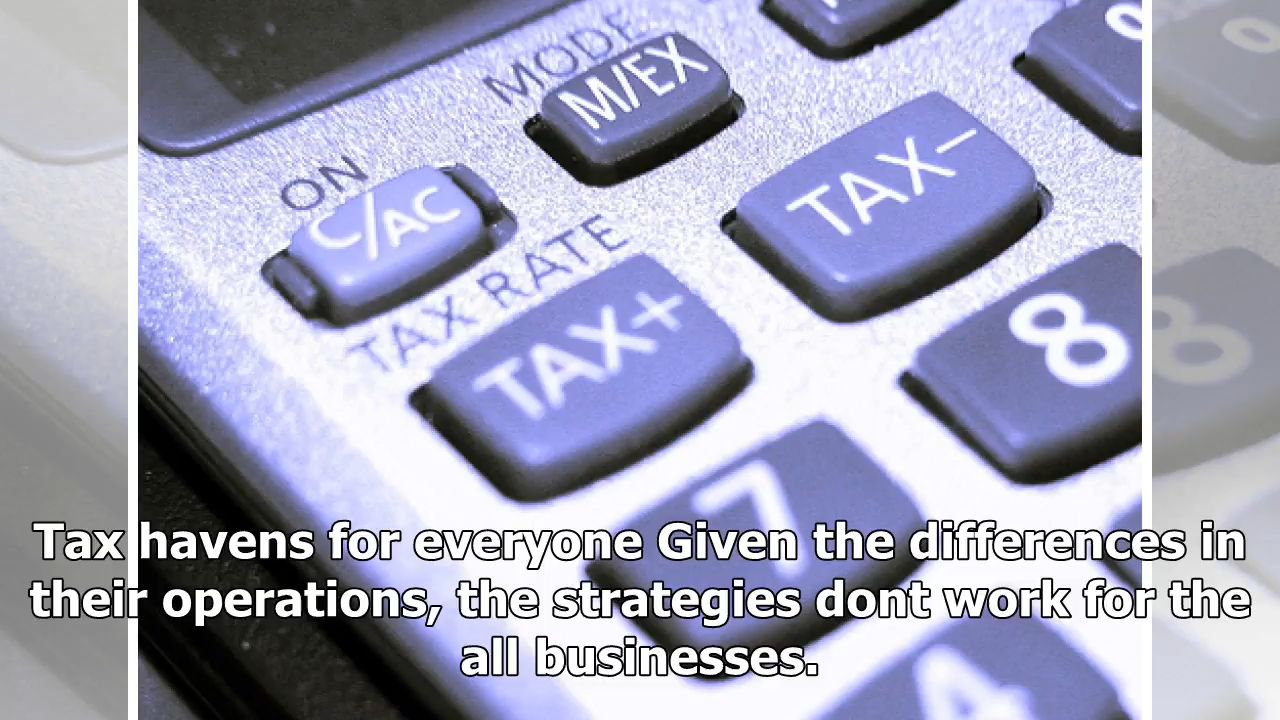 MODE
M/EX
ON
C/AC
TAX-
TAX RATE
TAX+
8
7
4
Tax havens for everyone Given the differences in
their operations, the strategies dont work for the
all businesses.